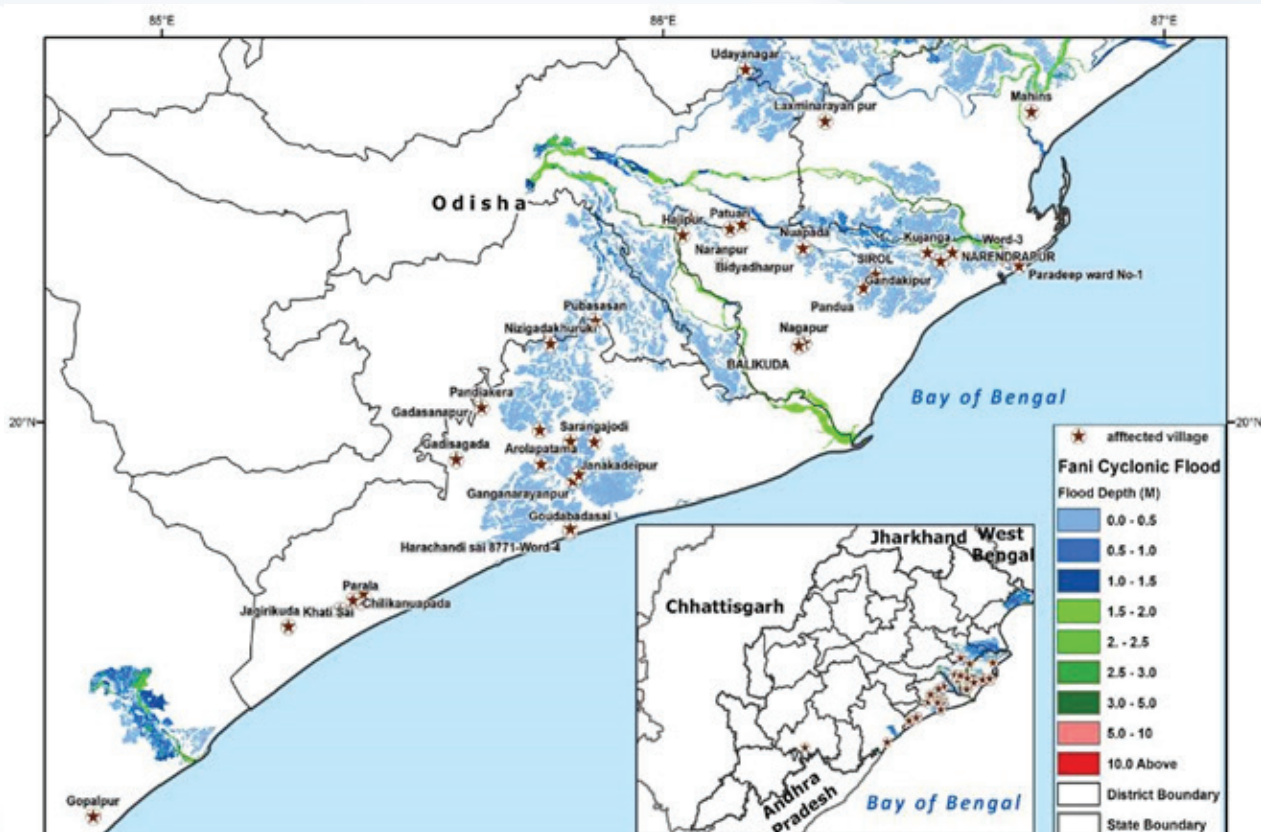 85°E
86°E
87°E
Udayanagar
Laxminarayan pur
Mahins
Odisha
Hajipur
Patuari
Naranpur
Bidyadharpur
Nuapada
Kujanga
Word-3
SIROL
NARENDRAPUR
Gandakipur
Paradeep ward No-1
Pandua
Pubasasan
Nizigadakhuruki
Nagapur
BALIKUDA
Pandiakera
Gadasanapur
Bay of Bengal
20°N
20°N
Sarangajodi
Gadisagada
Arolapatama
Janakadeipur
Ganganarayanpur
Goudabadasai
Harachandi sai 8771-Word-4
Parala
Jagirikuda
Khati Sai
Chilikanuapada
Gopalpur
Jharkhand
West
Bengal
Chhattisgarh
Andhra
Pradesh
Bay of Bengal
afftected village
Fani Cyclonic Flood
Flood Depth (M)
0.0 - 0.5
0.5 - 1.0
1.0 - 1.5
1.5 - 2.0
2. - 2.5
2.5 - 3.0
3.0 - 5.0
5.0 - 10
10.0 Above
District Boundary
State Boundary